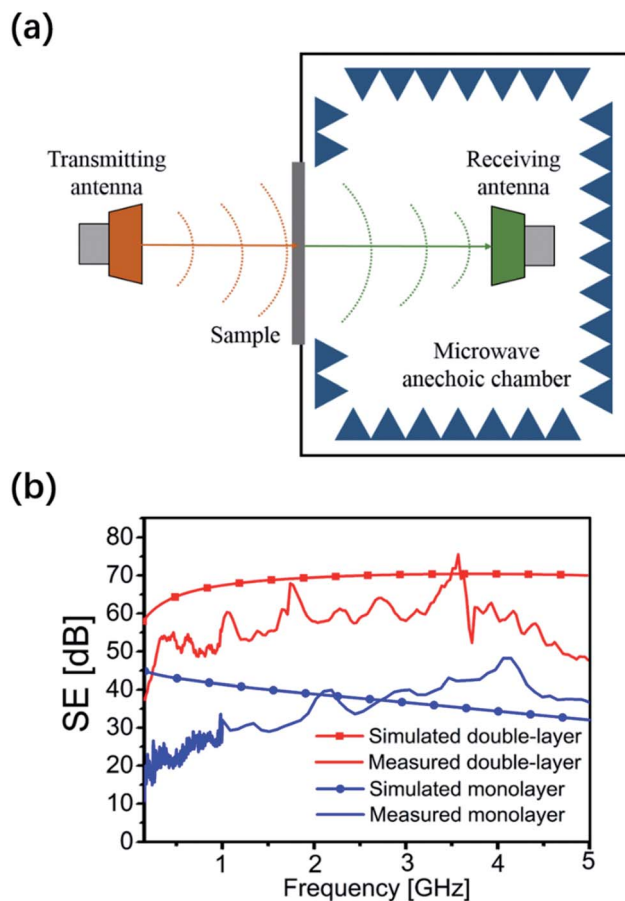 (a)
Transmitting
antenna
Receiving
antenna
Sample
Microwave
anechoic chamber
(b)
SE [dB]
80
70
60
50
40
30
20
10
0
Simulated double-layer
Measured double-layer
Simulated monolayer
Measured monolayer
1
2
3
4
5
Frequency [GHz]